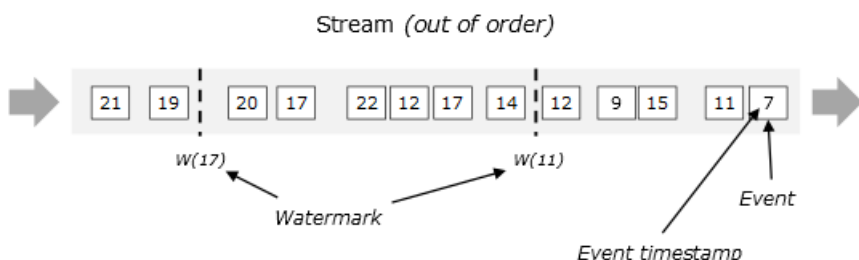 Stream (out of order)
21 19 20 17 22 12 17 14 12 9 15 11 7
W(17) W(11)
Watermark
Event
Event timestamp